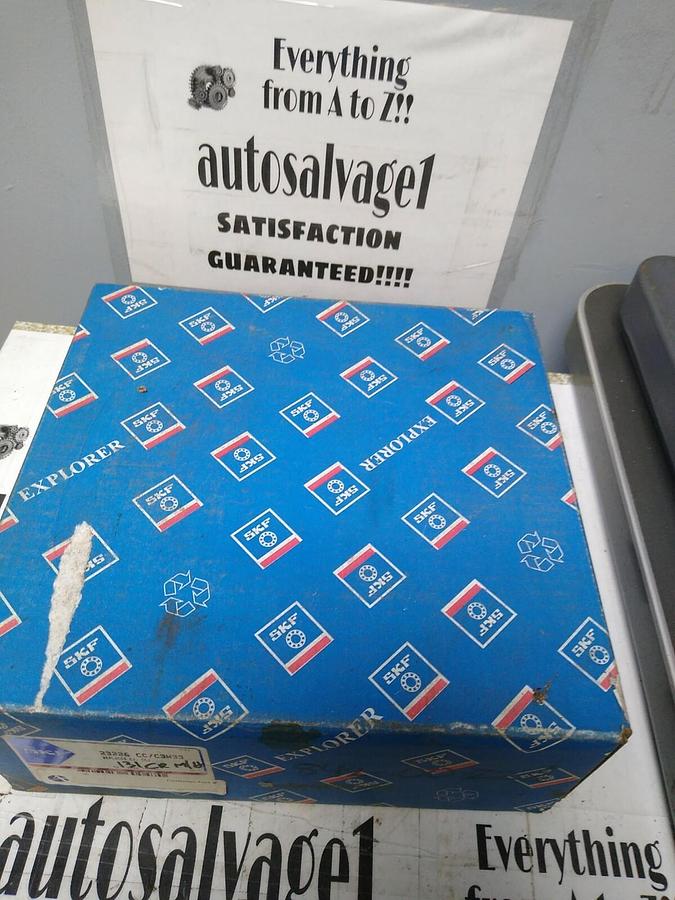 Everything
from A to Z!!
autosalvage1
SATISFACTION
GUARANTEED!!!!
SKF
EXPLORER
EXPLORER
EXPLORER
23226 CC/C3W33
autosalvage1
Everything